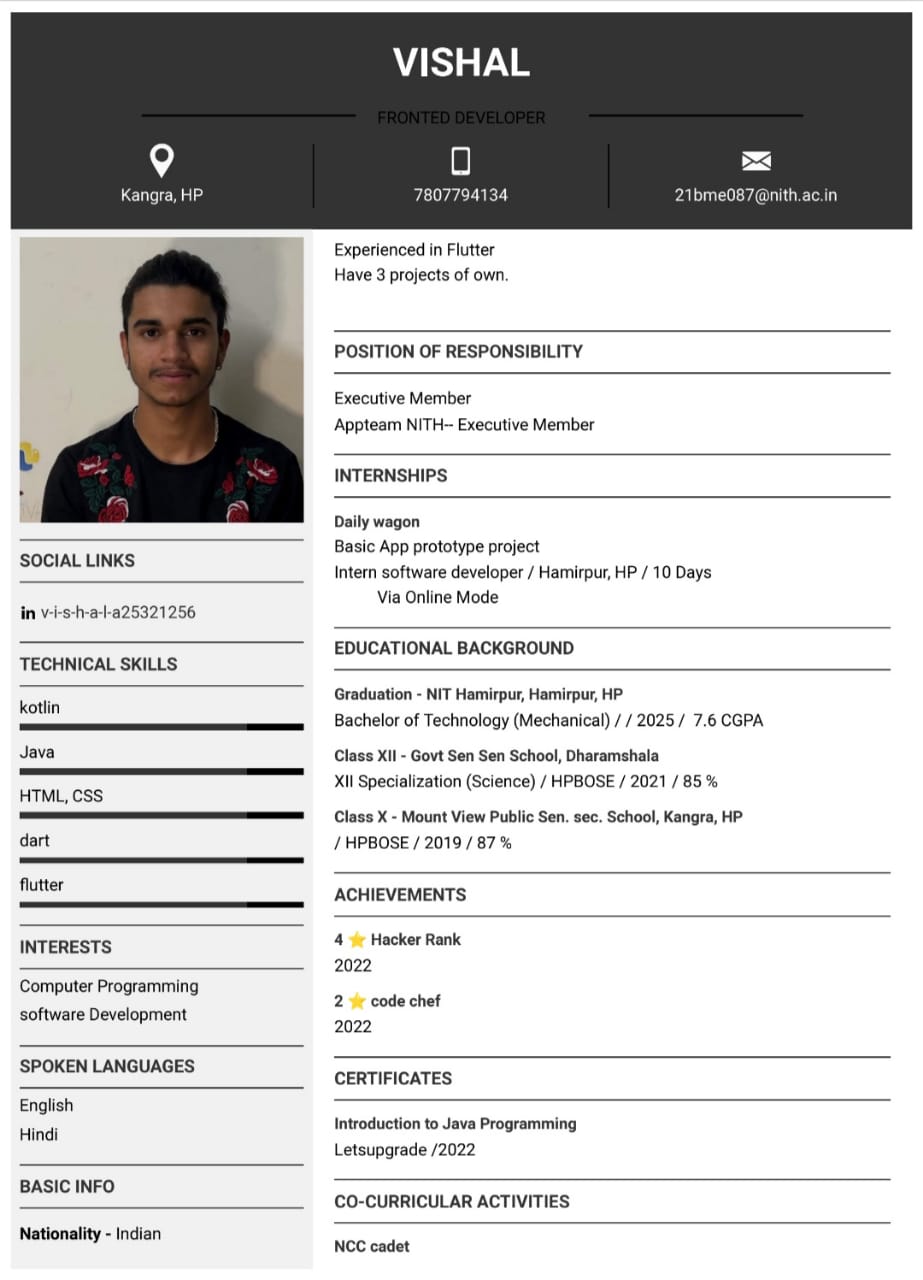 VISHAL
FRONTED DEVELOPER
Kangra, HP
7807794134
21bme087@nith.ac.in
SOCIAL LINKS
in v-i-s-h-a-l-a25321256
TECHNICAL SKILLS
kotlin
Java
HTML, CSS
dart
flutter
INTERESTS
Computer Programming
software Development
SPOKEN LANGUAGES
English
Hindi
BASIC INFO
Nationality - Indian
Experienced in Flutter
Have 3 projects of own.
POSITION OF RESPONSIBILITY
Executive Member
Appteam NITH-- Executive Member
INTERNSHIPS
Daily wagon
Basic App prototype project
Intern software developer / Hamirpur, HP / 10 Days
Via Online Mode
EDUCATIONAL BACKGROUND
Graduation - NIT Hamirpur, Hamirpur, HP
Bachelor of Technology (Mechanical) / / 2025 / 7.6 CGPA
Class XII - Govt Sen Sen School, Dharamshala
XII Specialization (Science) / HPBOSE / 2021 / 85 %
Class X - Mount View Public Sen. sec. School, Kangra, HP
/ HPBOSE / 2019 / 87 %
ACHIEVEMENTS
4 ⭐ Hacker Rank
2022
2 ⭐ code chef
2022
CERTIFICATES
Introduction to Java Programming
Letsupgrade /2022
CO-CURRICULAR ACTIVITIES
NCC cadet